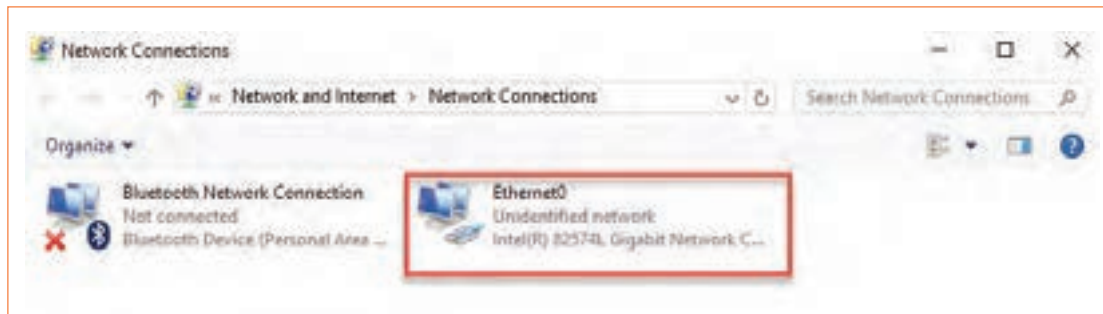 Network Connections
« Network and Internet > Network Connections
Search Network Connections
Organize
Bluetooth Network Connection
Not connected
Bluetooth Device (Personal Area ...
Ethernet0
Unidentified network
Intel(R) 82574L Gigabit Network C...